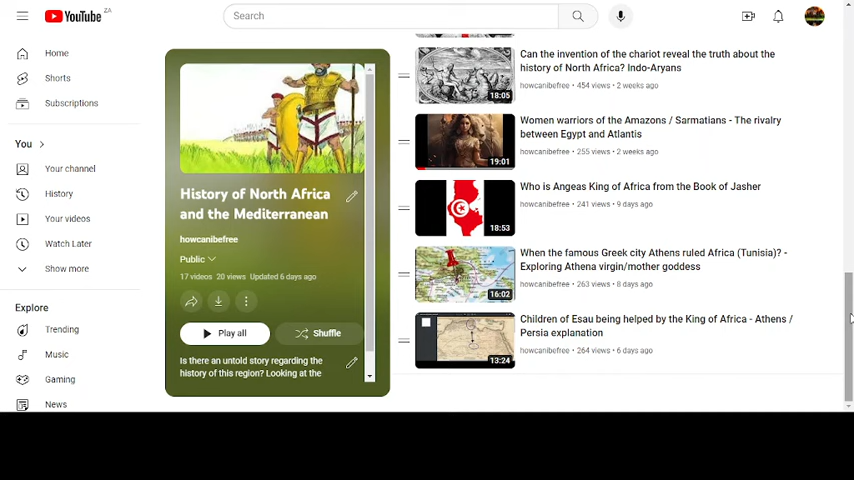 YouTube ZA
Search
Home
Shorts
Subscriptions
You
Your channel
History
Your videos
Watch Later
Show more
Explore
Trending
Music
Gaming
News
History of North Africa
and the Mediterranean
howcanibefree
Public
17 videos 20 views Updated 6 days ago
Play all
Shuffle
Is there an untold story regarding the
history of this region? Looking at the
18:05
Can the invention of the chariot reveal the truth about the
history of North Africa? Indo-Aryans
howcanibefree • 454 views • 2 weeks ago
19:01
Women warriors of the Amazons / Sarmatians - The rivalry
between Egypt and Atlantis
howcanibefree • 255 views • 2 weeks ago
18:53
Who is Angeas King of Africa from the Book of Jasher
howcanibefree • 241 views • 9 days ago
16:02
When the famous Greek city Athens ruled Africa (Tunisia)? -
Exploring Athena virgin/mother goddess
howcanibefree • 263 views • 8 days ago
13:24
Children of Esau being helped by the King of Africa - Athens /
Persia explanation
howcanibefree • 264 views • 6 days ago